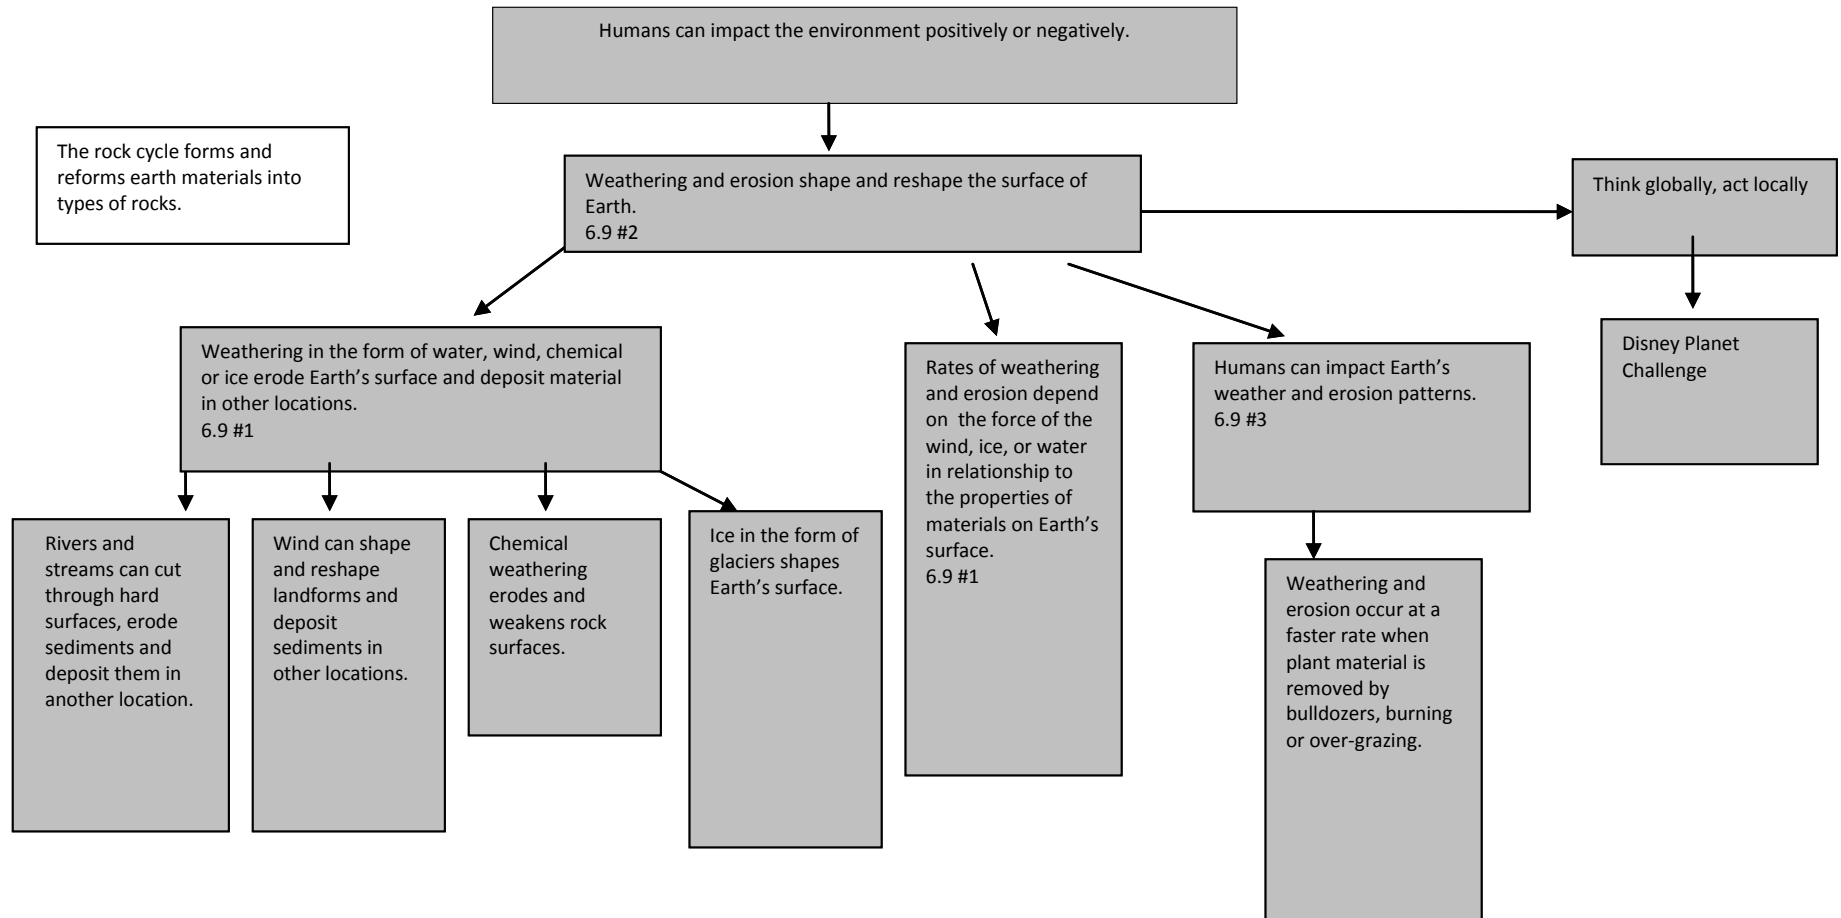 Humans can impact the environment positively or negatively.
The rock cycle forms and
reforms earth materials into
types of rocks.
Weathering and erosion shape and reshape the surface of
Earth.
6.9 #2
Think globally, act locally
Weathering in the form of water, wind, chemical
or ice erode Earth’s surface and deposit material
in other locations.
6.9 #1
Rates of weathering
and erosion depend
on the force of the
wind, ice, or water
in relationship to
the properties of
materials on Earth’s
surface.
6.9 #1
Humans can impact Earth’s
weather and erosion patterns.
6.9 #3
Disney Planet
Challenge
Rivers and
streams can cut
through hard
surfaces, erode
sediments and
deposit them in
another location.
Wind can shape
and reshape
landforms and
deposit
sediments in
other locations.
Chemical
weathering
erodes and
weakens rock
surfaces.
Ice in the form of
glaciers shapes
Earth’s surface.
Weathering and
erosion occur at a
faster rate when
plant material is
removed by
bulldozers, burning
or over-grazing.